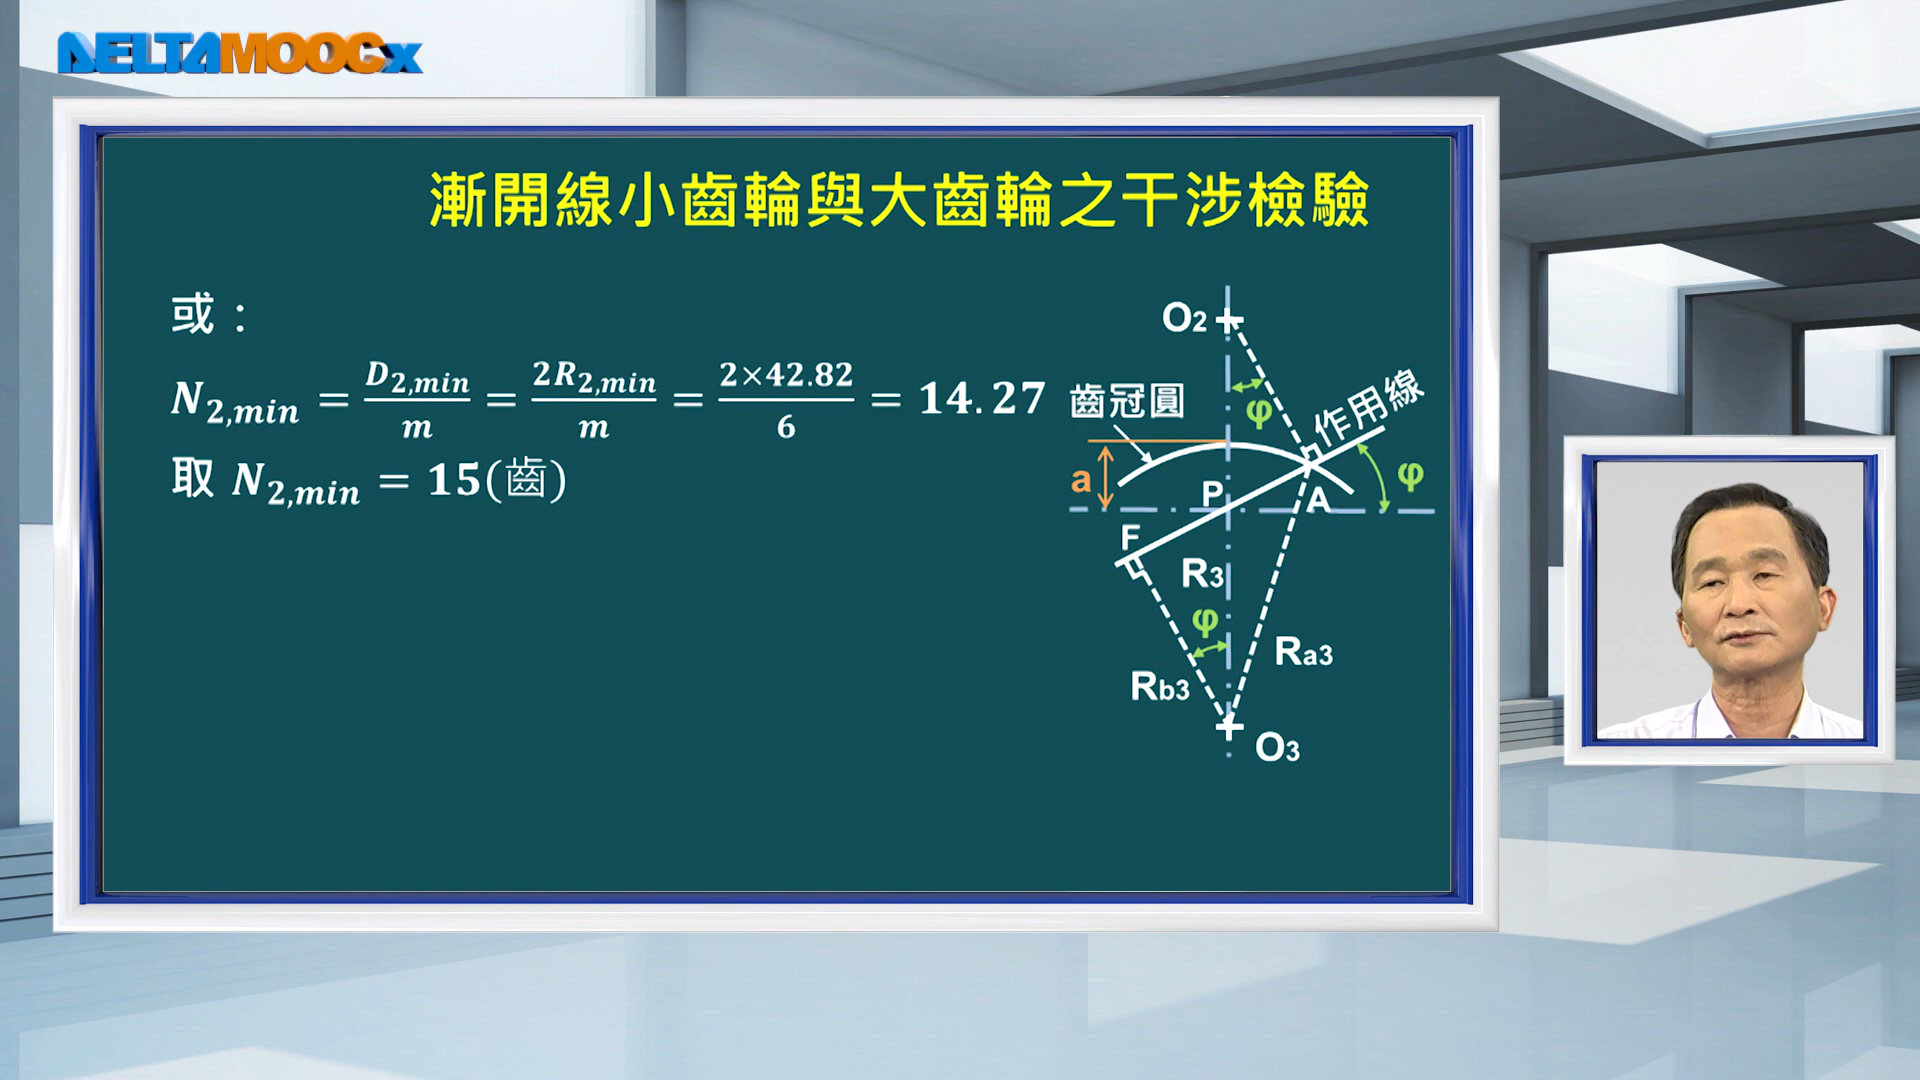 DELTAMOOCx
漸開線小齒輪與大齒輪之干涉檢驗
或：
N2,min = D2,min/m = 2R2,min/m = 2×42.82/6 = 14.27
取 N2,min = 15(齒)
O2
φ
齒冠圓
作用線
a
P
A
φ
F
R3
φ
Ra3
Rb3
O3